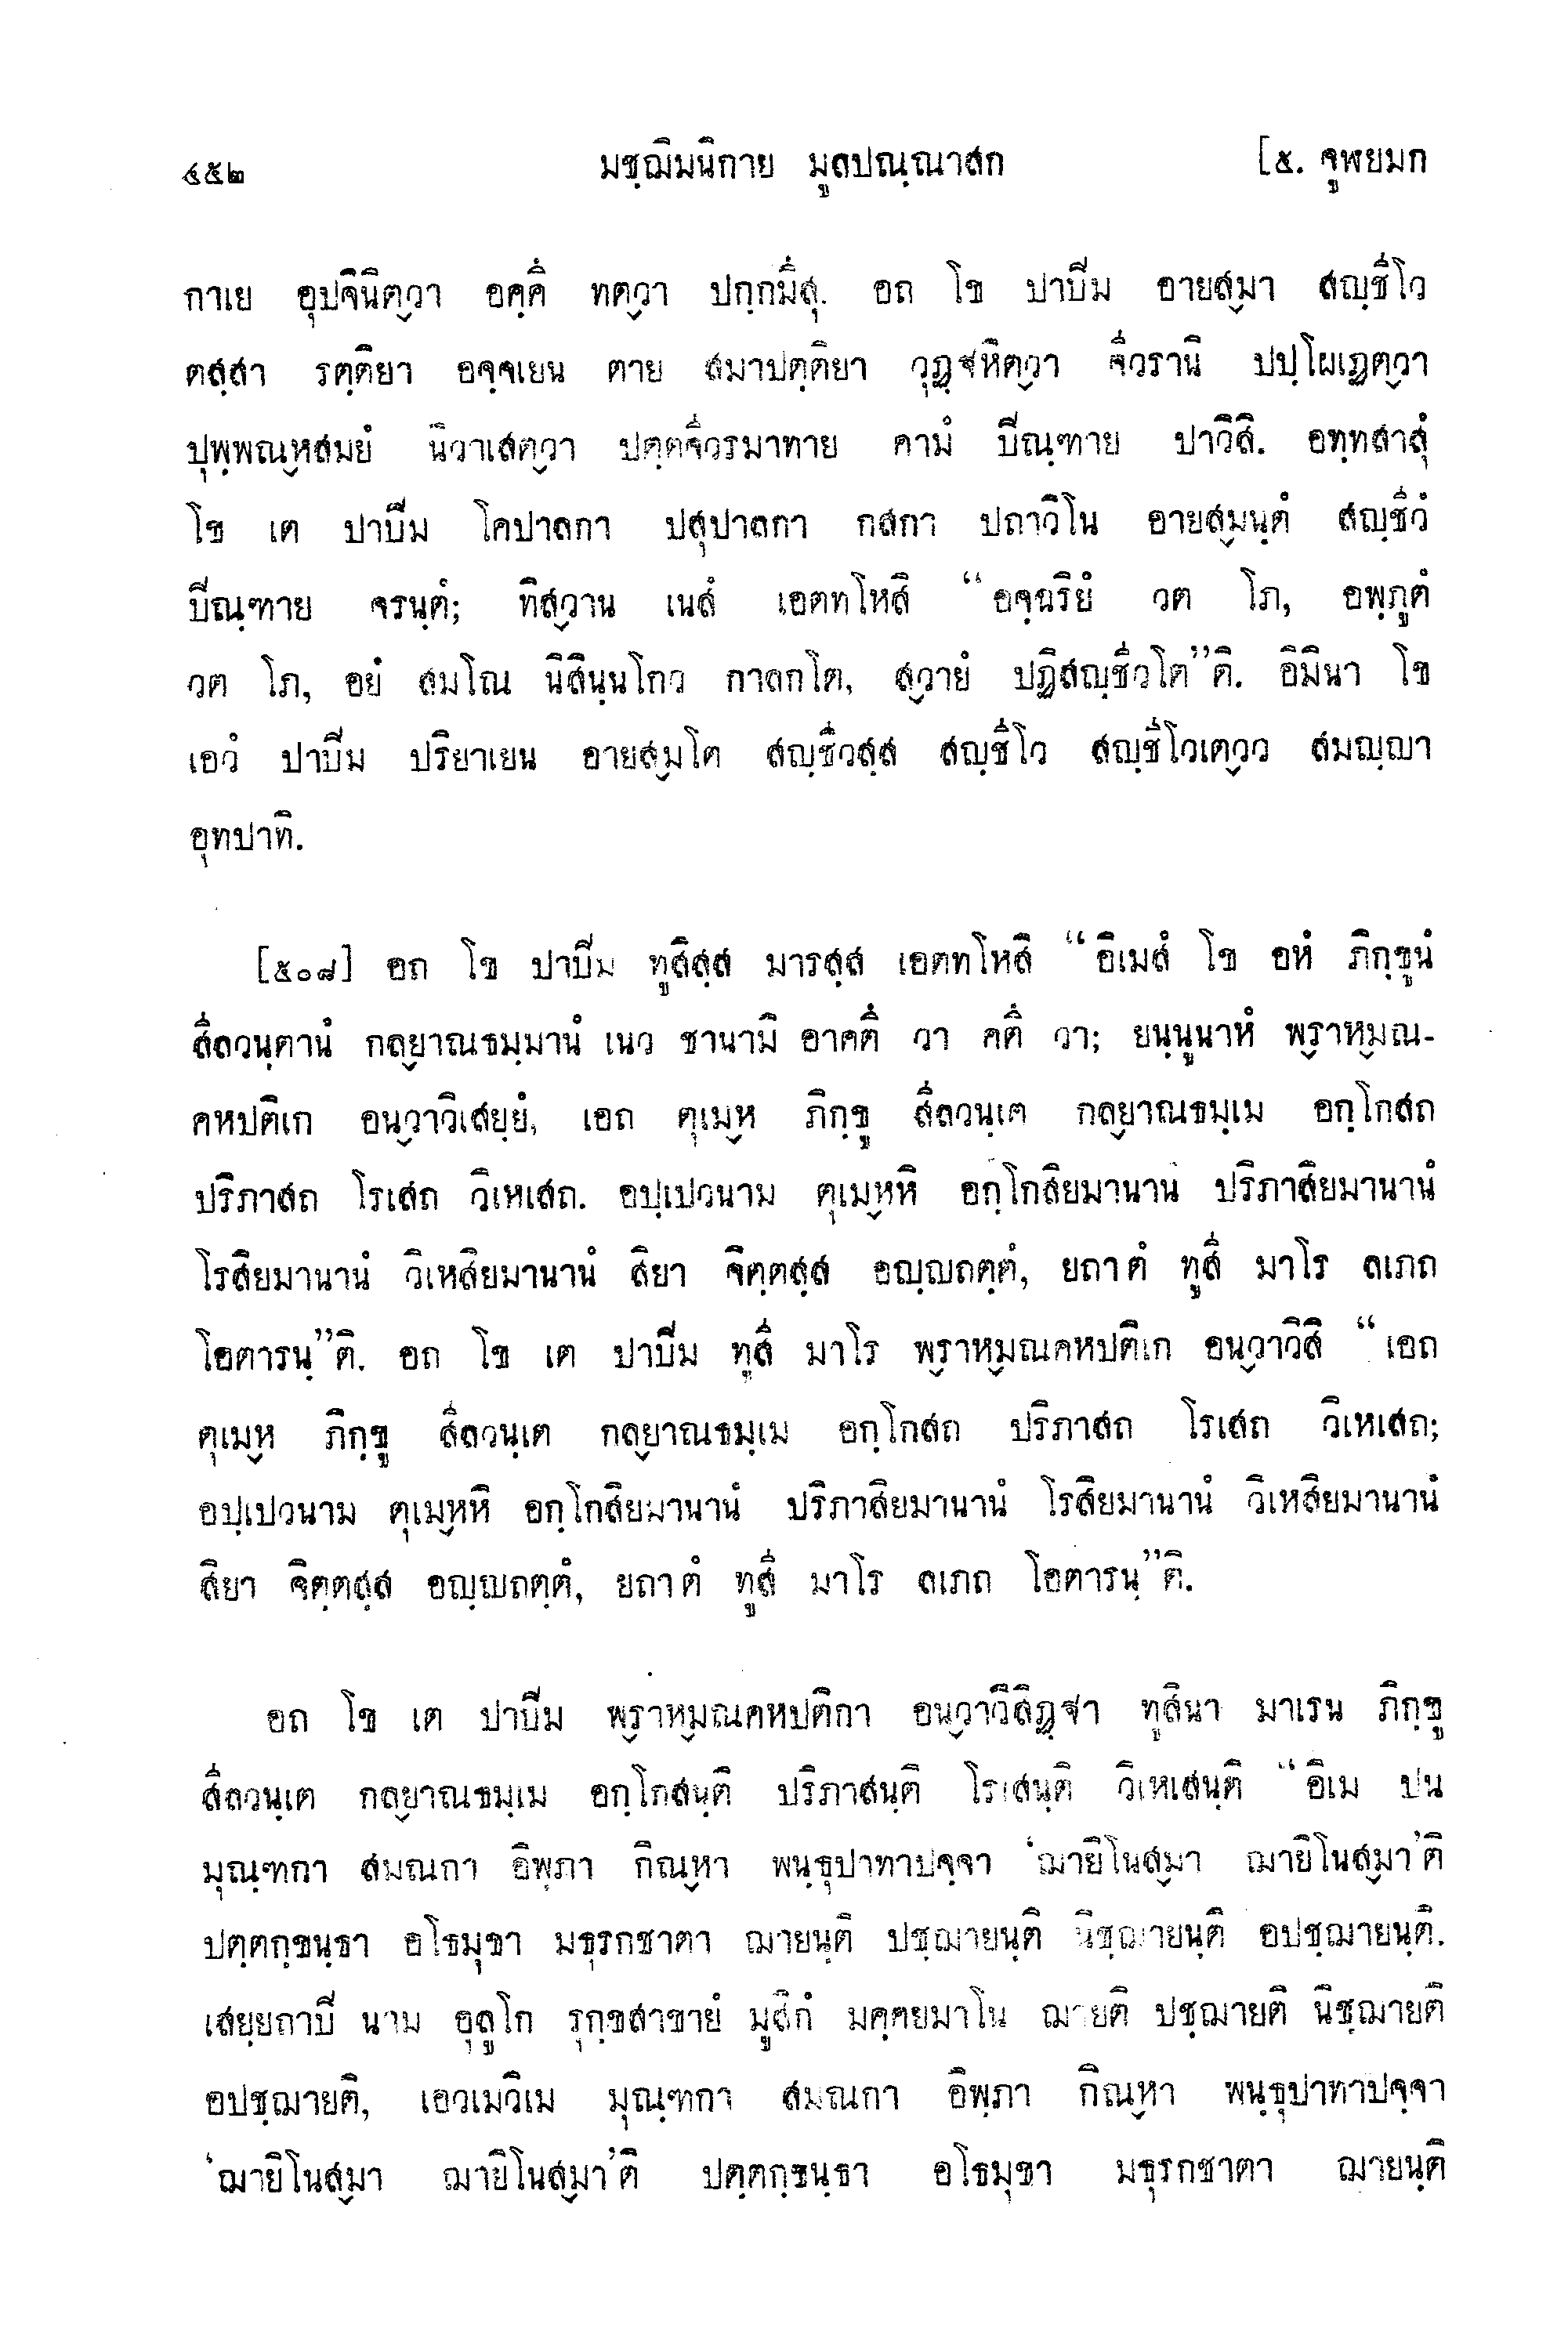 ๔๕๒ มชฺฌิมนิกาย มูลปณฺณาสก [๕. จูฬยมก
กาเย อุปจินิตฺวา อคฺคึ ทตฺวา ปกฺกมึสุ. อถ โข ปาปิม อายสฺมา สญฺชีโว
ตสฺสา รตฺติยา อจฺจเยน ตาย สมาปตฺติยา วุฏฺฐหิตฺวา จีวรานิ ปปฺโผเฏตฺวา
ปุพฺพณฺหสมยํ นิวาเสตฺวา ปตฺตจีวรมาทาย คามํ ปิณฺฑาย ปาวิสิ. อทฺทสาสุํ
โข เต ปาปิม โคปาลกา ปสุปาลกา กสกา ปถาวิโน อายสฺมนฺตํ สญฺชีวํ
ปิณฺฑาย จรนฺตํ; ทิสฺวาน เนสํ เอตทโหสิ “อจฺฉริยํ วต โภ, อพฺภูตํ
วต โภ, อยํ สมโณ นิสินฺนโกว กาลกโต, สฺวายํ ปฏิสญฺชีวโต”ติ. อิมินา โข
เอวํ ปาปิม ปริยาเยน อายสฺมโต สญฺชีวสฺส สญฺชีโว สญฺชีโวเตฺวว สมญฺญา
อุทปาทิ.
[๕๐๘] อถ โข ปาปิม ทูสิสฺส มารสฺส เอตทโหสิ “อิเมสํ โข อหํ ภิกฺขูนํ
สีลวนฺตานํ กลฺยาณธมฺมานํ เนว ชานามิ อาคตึ วา คตึ วา; ยนฺนูนาหํ พฺราหฺมณ-
คหปติเก อนฺวาวิเสยฺยํ, เอถ ตุเมฺห ภิกฺขู สีลวนฺเต กลฺยาณธมฺเม อกฺโกสถ
ปริภาสถ โรเสถ วิเหเสถ. อปฺเปวนาม ตุเมฺหหิ อกฺโกสิยมานานํ ปริภาสิยมานานํ
โรสิยมานานํ วิเหสิยมานานํ สิยา จิตฺตสฺส อญฺญถตฺตํ, ยถา ตํ ทูสี มาโร ลเภถ
โอตารนฺ”ติ. อถ โข เต ปาปิม ทูสี มาโร พฺราหฺมณคหปติเก อนฺวาวิสิ “เอถ
ตุเมฺห ภิกฺขู สีลวนฺเต กลฺยาณธมฺเม อกฺโกสถ ปริภาสถ โรเสถ วิเหเสถ;
อปฺเปวนาม ตุเมฺหหิ อกฺโกสิยมานานํ ปริภาสิยมานานํ โรสิยมานานํ วิเหสิยมานานํ
สิยา จิตฺตสฺส อญฺญถตฺตํ, ยถา ตํ ทูสี มาโร ลเภถ โอตารนฺ”ติ.
อถ โข เต ปาปิม พฺราหฺมณคหปติกา อนฺวาวิสิฏฺฐา ทูสินา มาเรน ภิกฺขู
สีลวนฺเต กลฺยาณธมฺเม อกฺโกสนฺติ ปริภาสนฺติ โรเสนฺติ วิเหเสนฺติ “อิเม ปน
มุณฺฑกา สมณกา อิพฺภา กิณฺหา พนฺธุปาทาปจฺจา ‘ฌายิโนสฺมา ฌายิโนสฺมา’ติ
ปตฺตกฺขนฺธา อโธมุขา มธุรกชาตา ฌายนฺติ ปชฺฌายนฺติ นิชฺฌายนฺติ อปชฺฌายนฺติ.
เสยฺยถาปิ นาม อุลูโก รุกฺขสาขายํ มูสิกํ มคฺคยมาโน ฌายติ ปชฺฌายติ นิชฺฌายติ
อปชฺฌายติ, เอวเมวิเม มุณฺฑกา สมณกา อิพฺภา กิณฺหา พนฺธุปาทาปจฺจา
‘ฌายิโนสฺมา ฌายิโนสฺมา’ติ ปตฺตกฺขนฺธา อโธมุขา มธุรกชาตา ฌายนฺติ